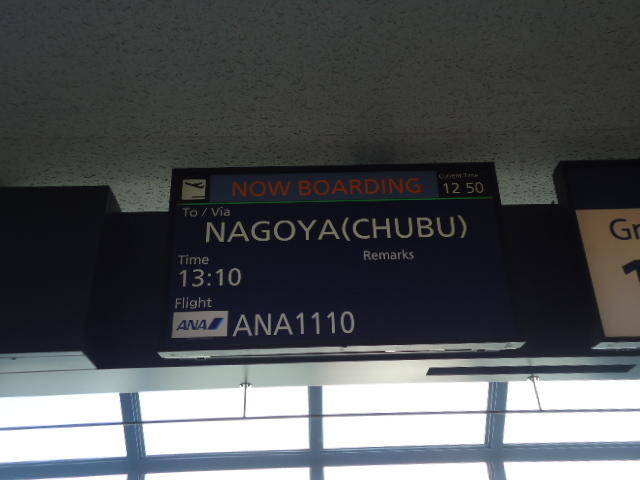 NOW BOARDING
Current Time
12 50
To / Via
NAGOYA(CHUBU)
Time
Remarks
13:10
Flight
ANA
ANA1110